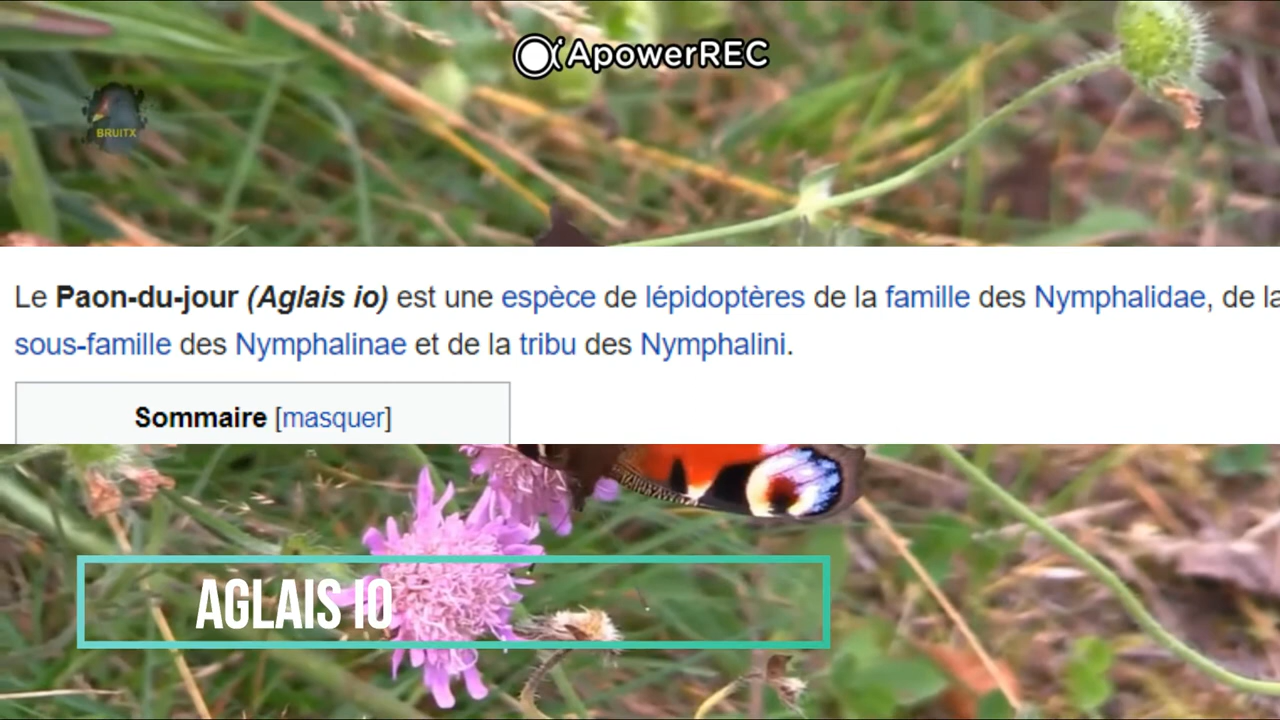 ApowerREC
BRUITX
Le Paon-du-jour (Aglais io) est une espèce de lépidoptères de la famille des Nymphalidae, de la
sous-famille des Nymphalinae et de la tribu des Nymphalini.
Sommaire [masquer]
AGLAIS IO